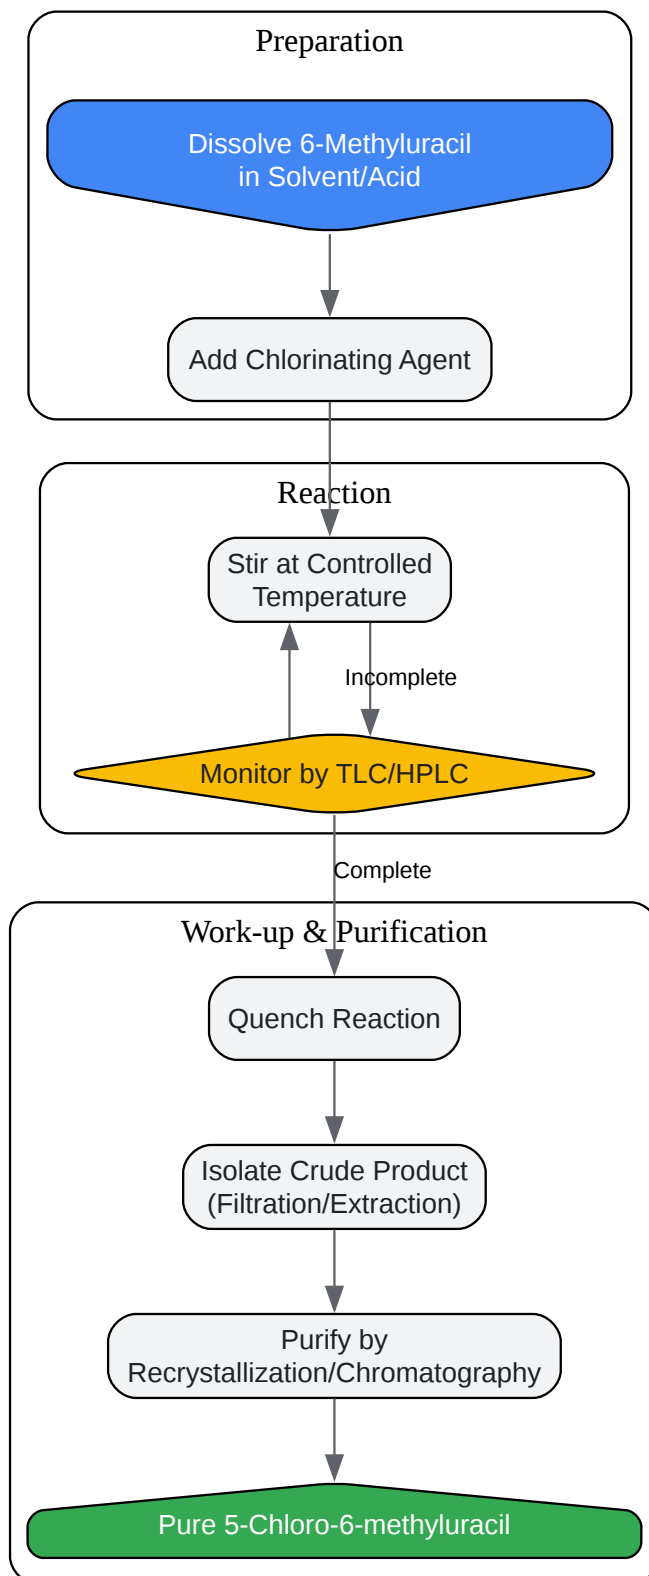 Preparation
Dissolve 6-Methyluracil
in Solvent/Acid
Add Chlorinating Agent
Reaction
Stir at Controlled
Temperature
Incomplete
Monitor by TLC/HPLC
Complete
Work-up & Purification
Quench Reaction
Isolate Crude Product
(Filtration/Extraction)
Purify by
Recrystallization/Chromatography
Pure 5-Chloro-6-methyluracil